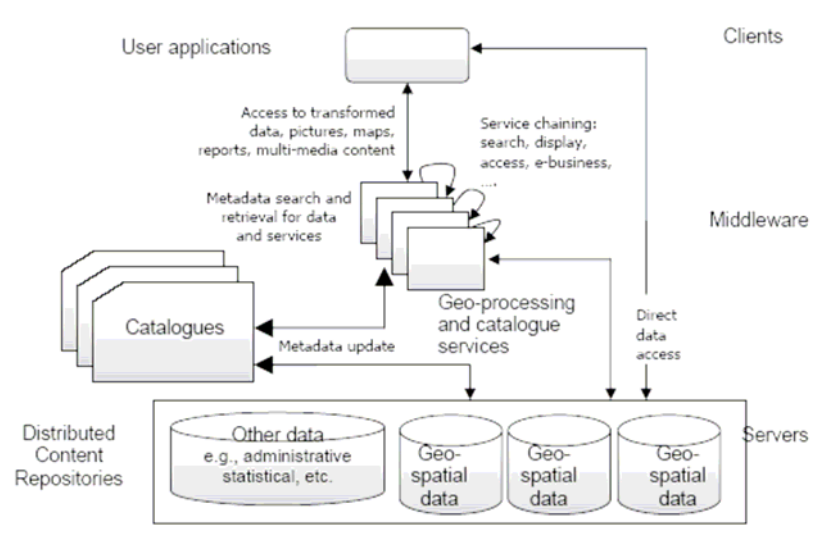 User applications
Clients
Access to transformed
data, pictures, maps,
reports, multi-media content
Service chaining:
search, display,
access, e-business,
....
Metadata search and
retrieval for data
and services
Middleware
Geo-processing
and catalogue
services
Catalogues
Metadata update
Direct
data
access
Distributed
Content
Repositories
Other data
e.g., administrative
statistical, etc.
Geo-
spatial
data
Geo-
spatial
data
Geo-
spatial
data
Servers